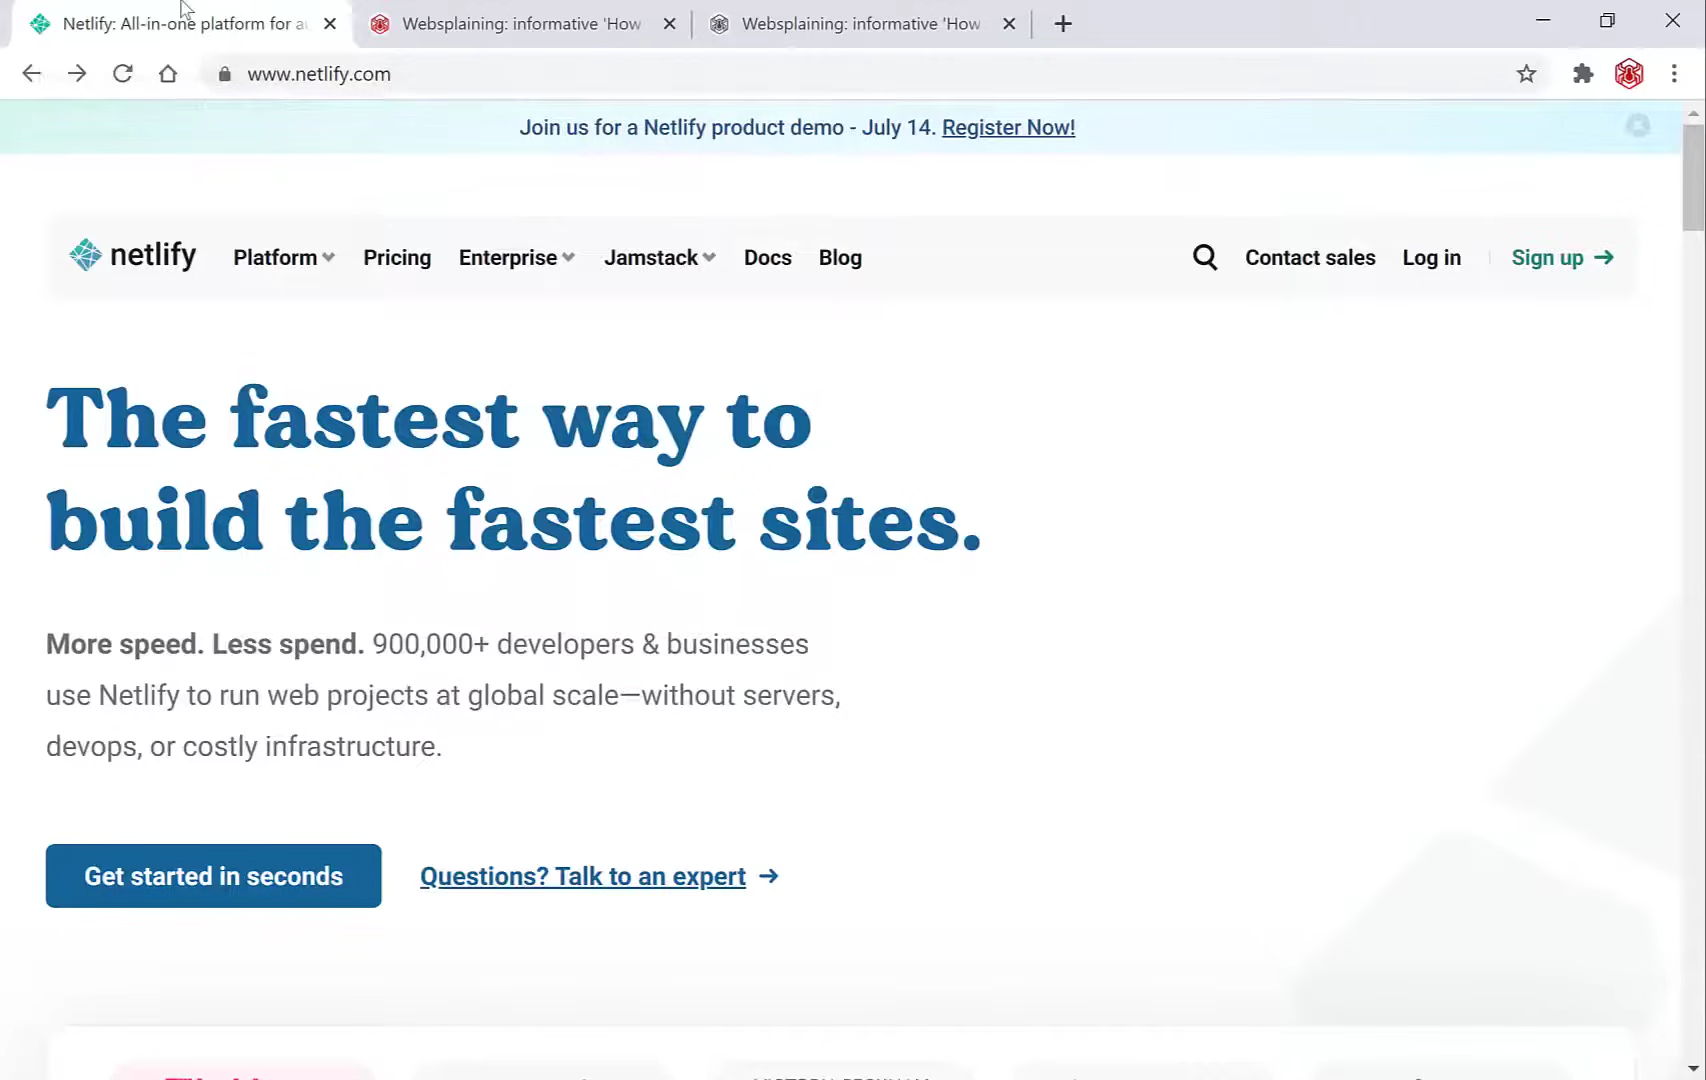 Netlify: All-in-one platform for au
Websplaining: informative 'How
Websplaining: informative 'How
www.netlify.com
Join us for a Netlify product demo - July 14. Register Now!
netlify
Platform
Pricing
Enterprise
Jamstack
Docs
Blog
Contact sales
Log in
Sign up →
The fastest way to
build the fastest sites.
More speed. Less spend. 900,000+ developers & businesses
use Netlify to run web projects at global scale—without servers,
devops, or costly infrastructure.
Get started in seconds
Questions? Talk to an expert →